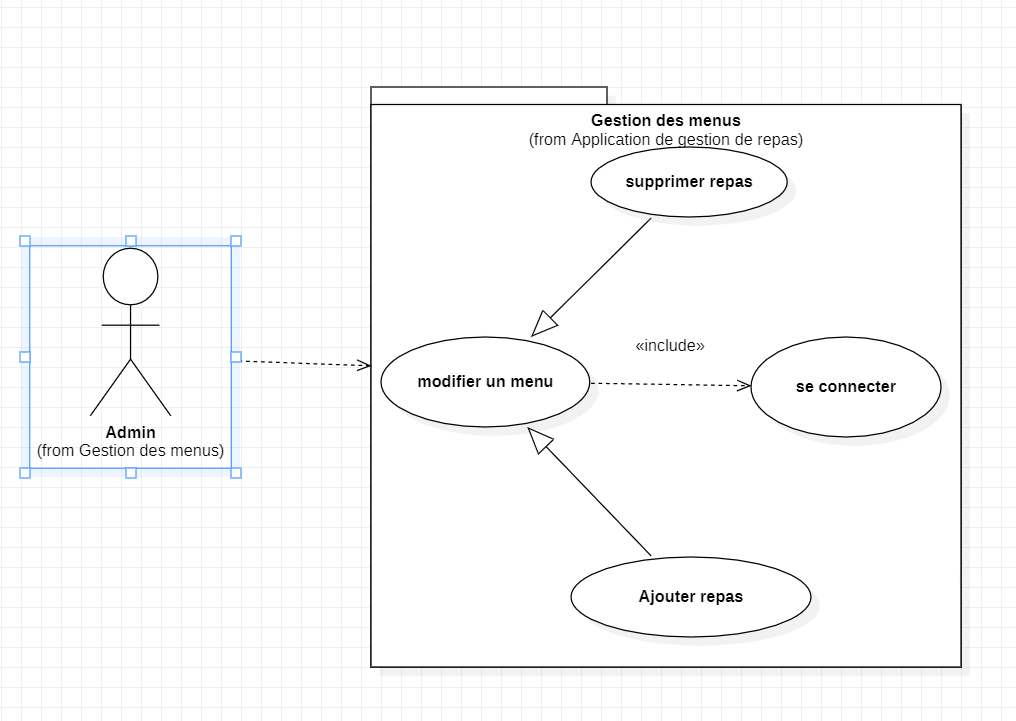 Gestion des menus
(from Application de gestion de repas)
supprimer repas
«include»
modifier un menu
se connecter
Admin
(from Gestion des menus)
Ajouter repas